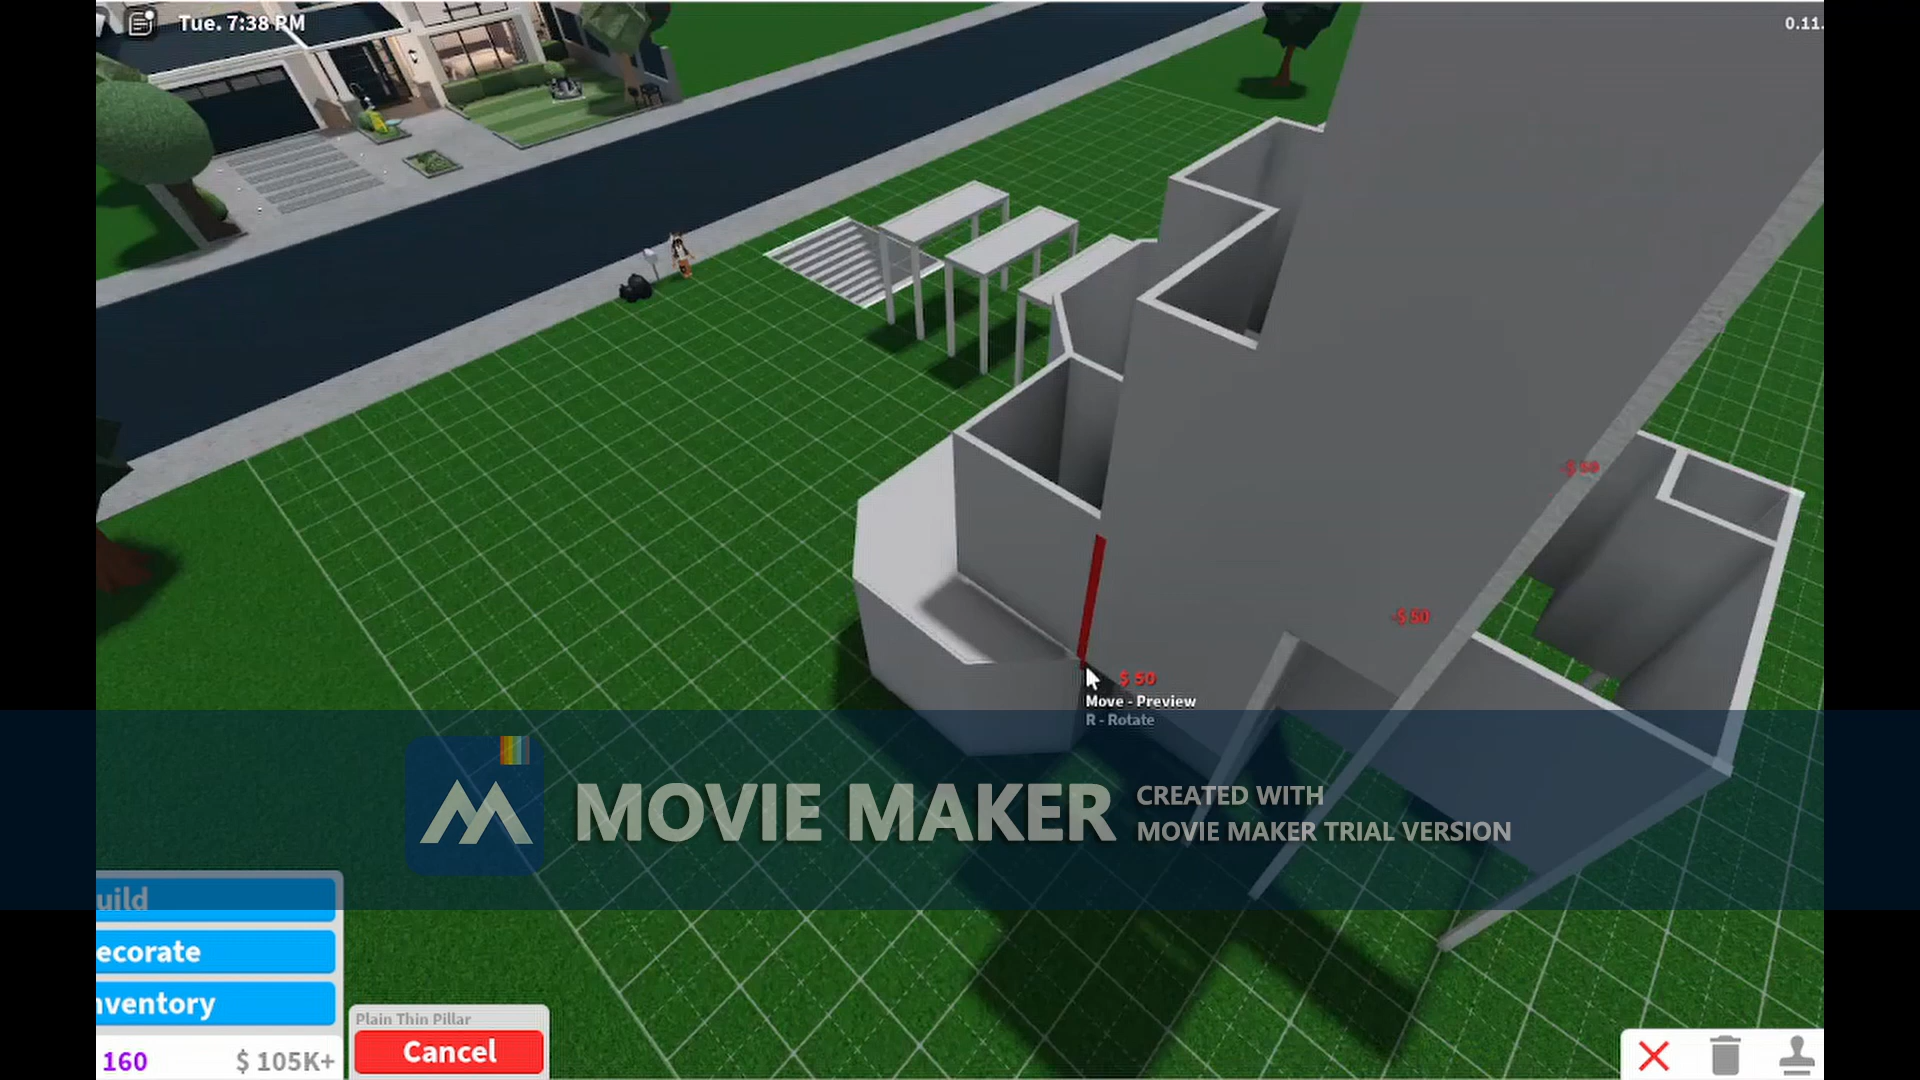 Tue. 7:38 PM
0.11.
-$ 50
-$ 50
$ 50
Move - Preview
R - Rotate
MOVIE MAKER
CREATED WITH
MOVIE MAKER TRIAL VERSION
uild
ecorate
nventory
160
$ 105K+
Plain Thin Pillar
Cancel